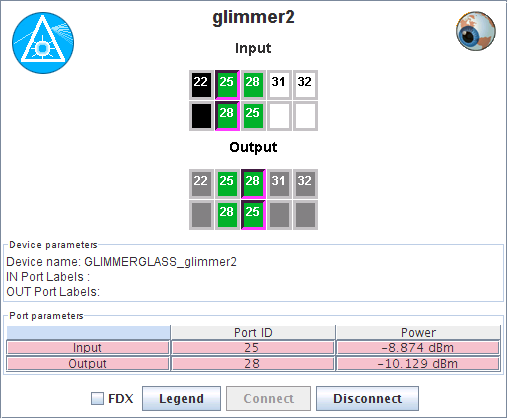 glimmer2
Input
22 25 28 31 32
28 25
Output
22 25 28 31 32
28 25
Device parameters
Device name: GLIMMERGLASS_glimmer2
IN Port Labels :
OUT Port Labels:
Port parameters
Port ID Power
Input 25 -8.874 dBm
Output 28 -10.129 dBm
FDX Legend Connect Disconnect